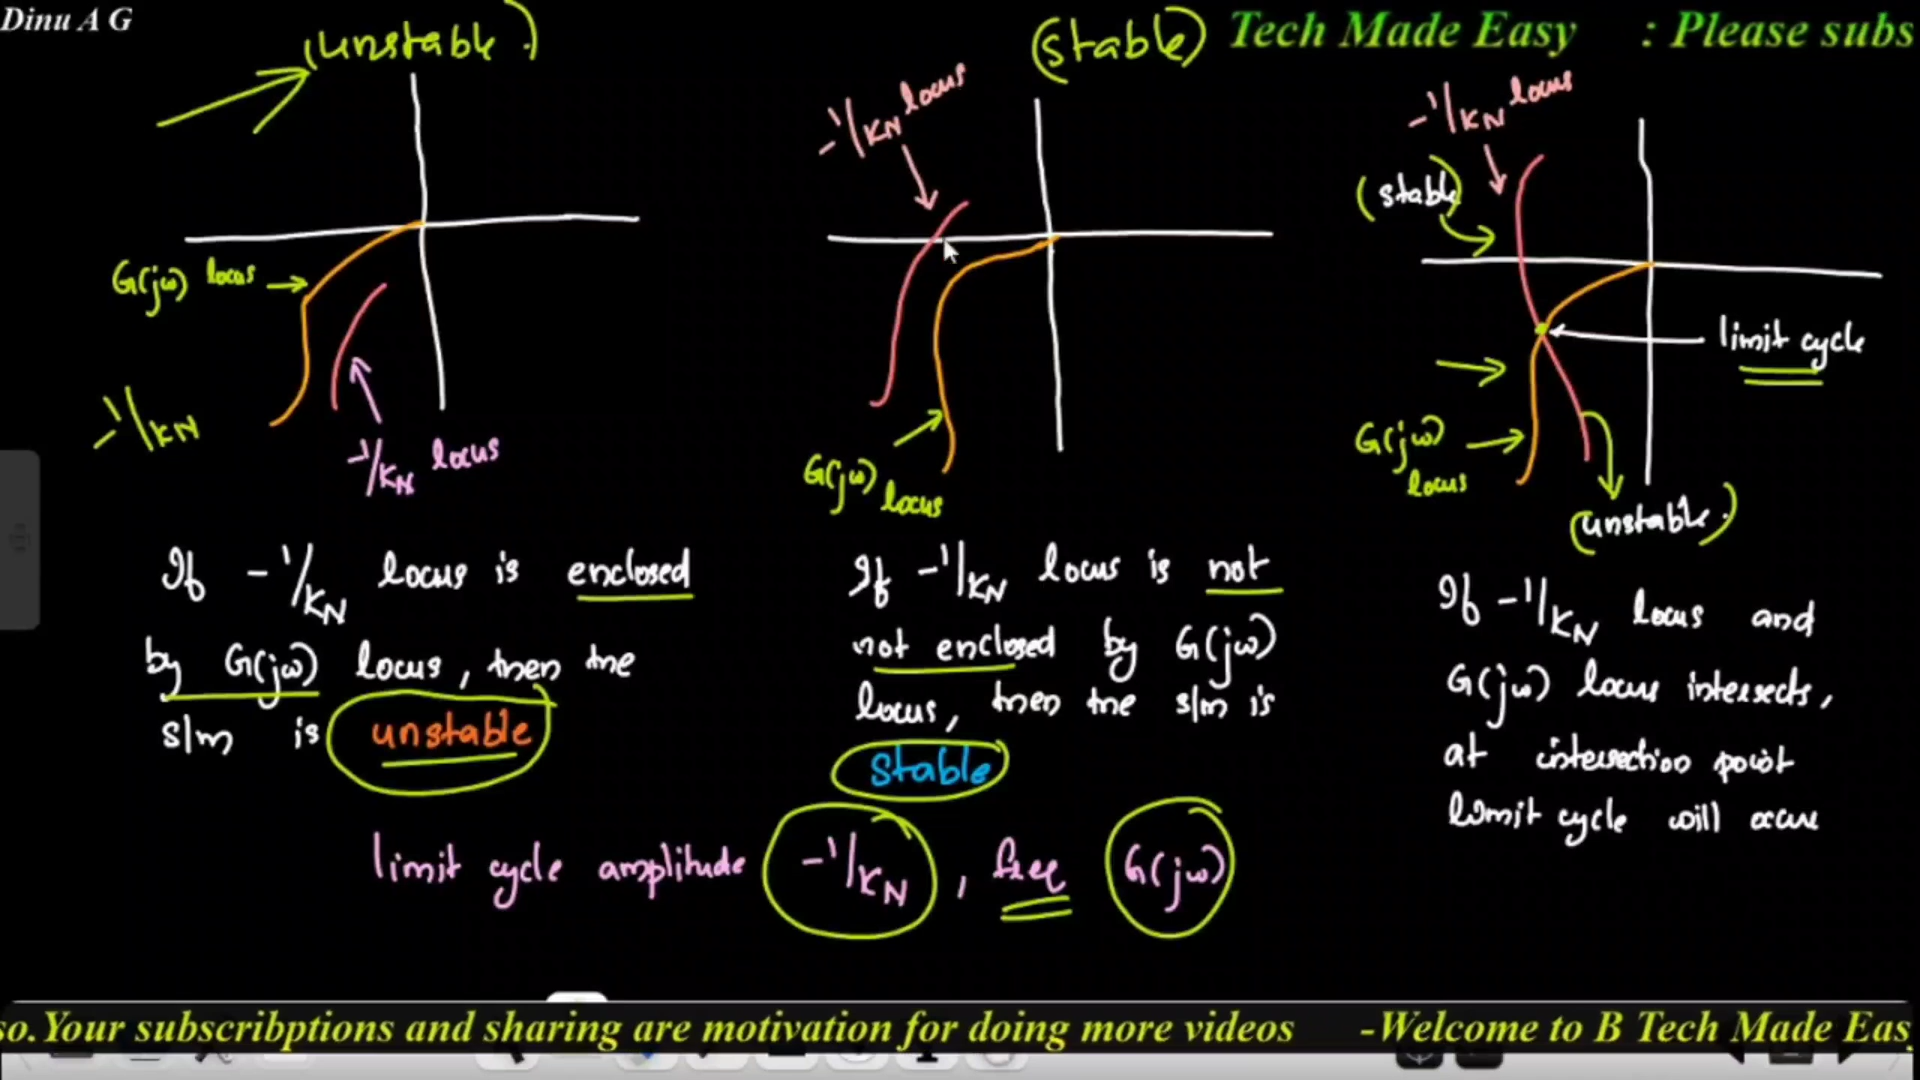 Dinu A G
Tech Made Easy : Please subs
(unstable.)
G(jω) locus
-1/KN
-1/KN locus
If -1/KN locus is enclosed
by G(jω) locus, then the
s/m is unstable
(stable)
-1/KN locus
G(jω) locus
If -1/KN locus is not
not enclosed by G(jω)
locus, then the s/m is
stable
-1/KN locus
(stable)
limit cycle
G(jω)
locus
(unstable.)
If -1/KN locus and
G(jω) locus intersects,
at intersection point
limit cycle will occur
limit cycle amplitude -1/KN, freq G(jω)
so.Your subscribptions and sharing are motivation for doing more videos -Welcome to B Tech Made Eas